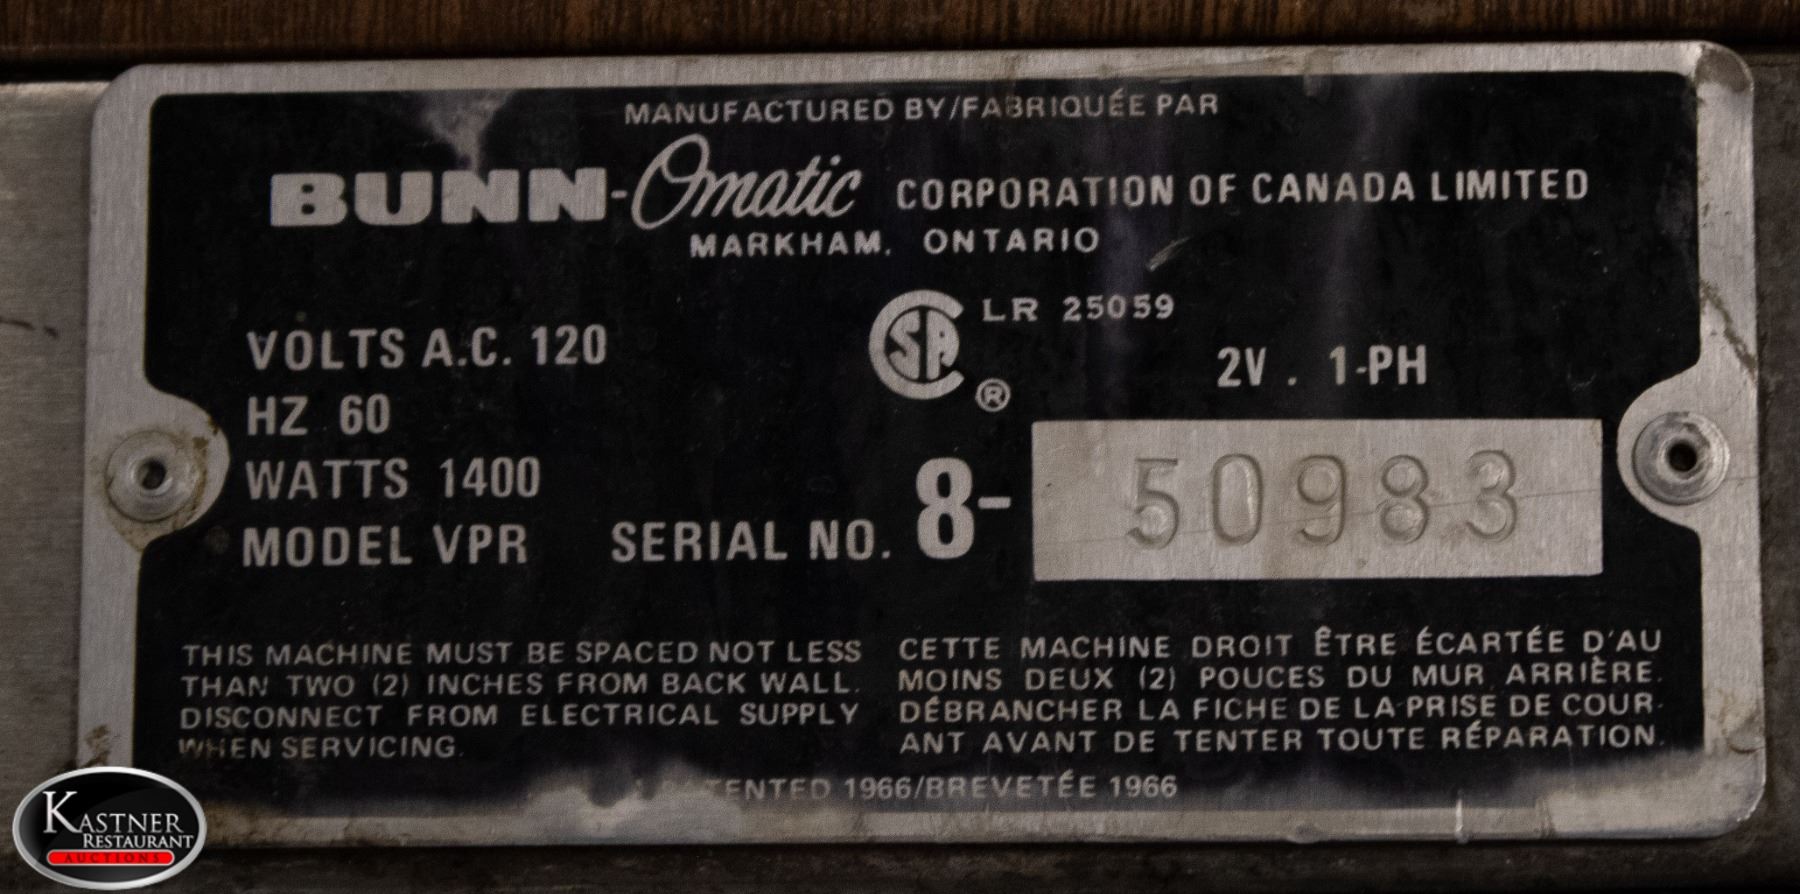 MANUFACTURED BY/FABRIQUÉE PAR
BUNN-Omatic CORPORATION OF CANADA LIMITED
MARKHAM, ONTARIO
LR 25059
VOLTS A.C. 120
2V . 1-PH
HZ 60
WATTS 1400
MODEL VPR SERIAL NO. 8- 50983
THIS MACHINE MUST BE SPACED NOT LESS
THAN TWO (2) INCHES FROM BACK WALL.
DISCONNECT FROM ELECTRICAL SUPPLY
WHEN SERVICING.
CETTE MACHINE DROIT ÊTRE ÉCARTÉE D'AU
MOINS DEUX (2) POUCES DU MUR ARRIÈRE.
DÉBRANCHER LA FICHE DE LA PRISE DE COUR-
ANT AVANT DE TENTER TOUTE RÉPARATION.
PATENTED 1966/BREVETÉE 1966
CSA ®
KASTNER
RESTAURANT
AUCTIONS